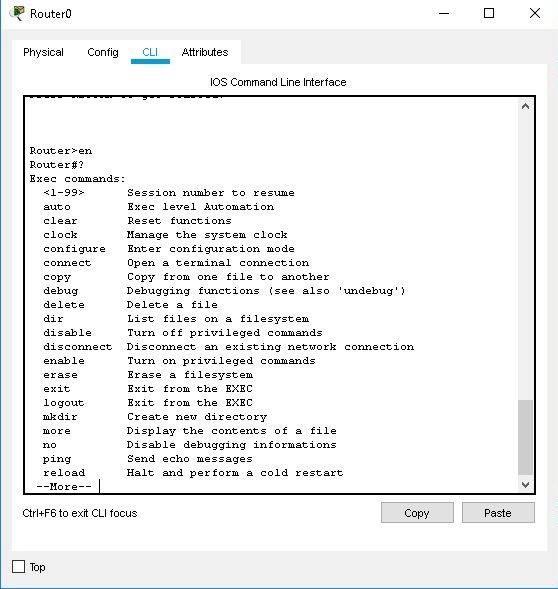 Router0
Physical Config CLI Attributes
IOS Command Line Interface
Router>en
Router#?
Exec commands:
<1-99> Session number to resume
auto Exec level Automation
clear Reset functions
clock Manage the system clock
configure Enter configuration mode
connect Open a terminal connection
copy Copy from one file to another
debug Debugging functions (see also 'undebug')
delete Delete a file
dir List files on a filesystem
disable Turn off privileged commands
disconnect Disconnect an existing network connection
enable Turn on privileged commands
erase Erase a filesystem
exit Exit from the EXEC
logout Exit from the EXEC
mkdir Create new directory
more Display the contents of a file
no Disable debugging informations
ping Send echo messages
reload Halt and perform a cold restart
--More--
Ctrl+F6 to exit CLI focus
Copy Paste
Top